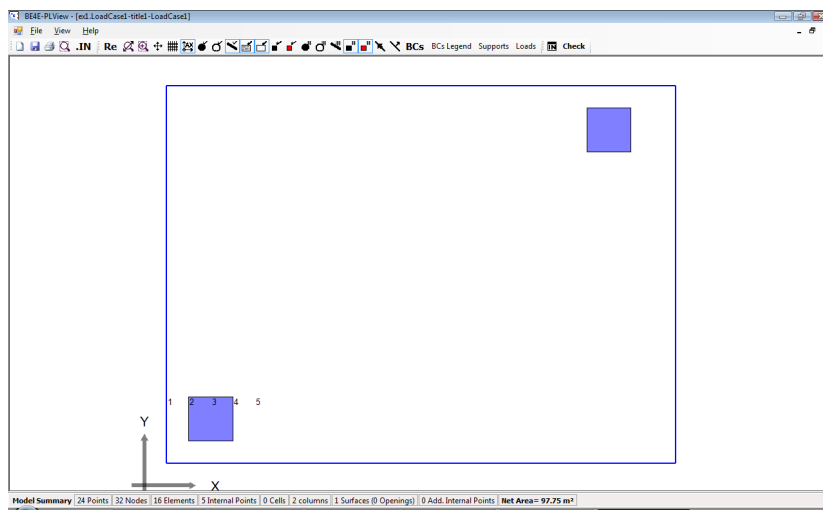 BE4E-PLView - [ex1.LoadCase1-title1-LoadCase1]
File View Help
.IN Re BCs BCs Legend Supports Loads IN Check
1 2 3 4 5
Y
X
Model Summary 24 Points 32 Nodes 16 Elements 5 Internal Points 0 Cells 2 columns 1 Surfaces (0 Openings) 0 Add. Internal Points Net Area= 97.75 m²